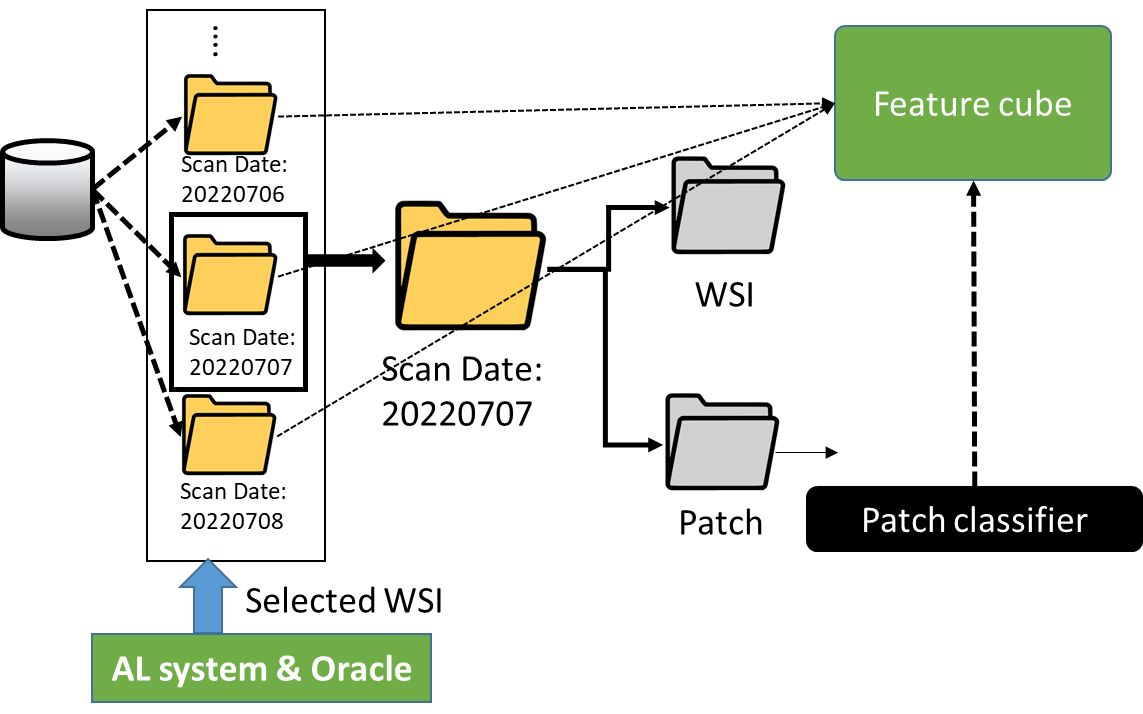 Feature cube
Scan Date:
20220706
Scan Date:
20220707
Scan Date:
20220708
Scan Date:
20220707
WSI
Patch
Patch classifier
Selected WSI
AL system & Oracle